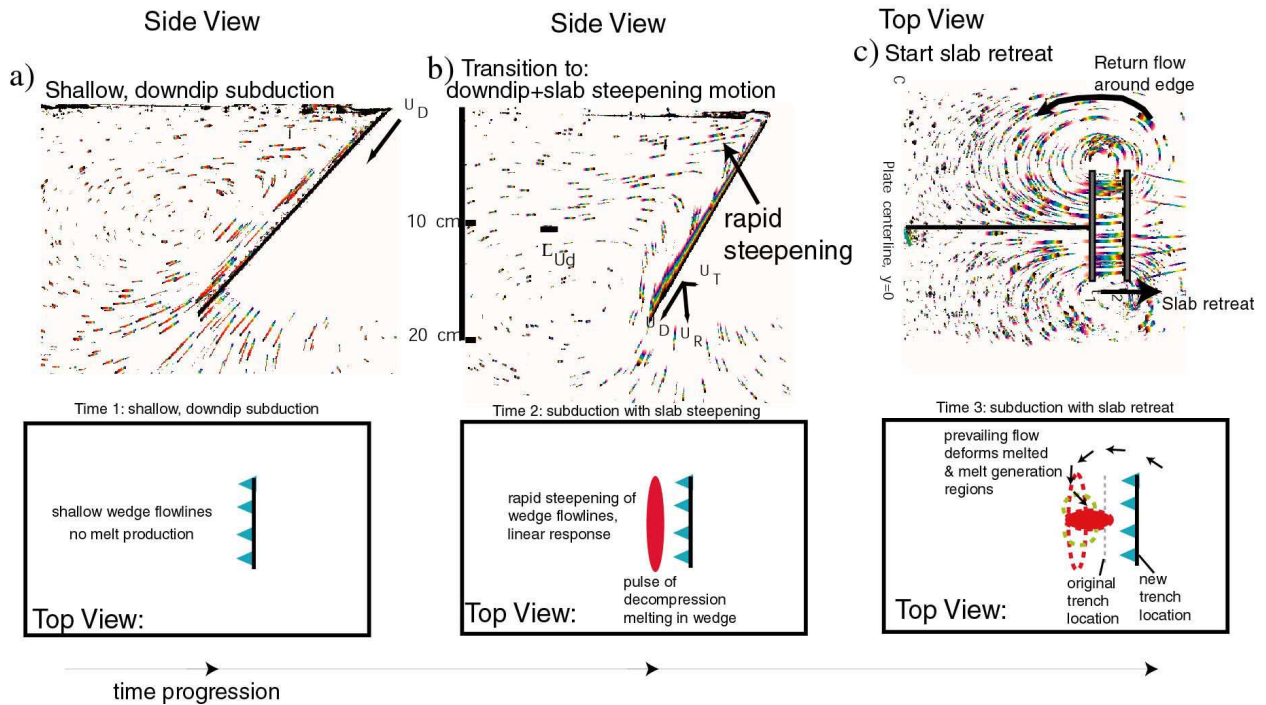 Side View
Side View
Top View
a)
Shallow, downdip subduction
U D
b)
Transition to:
downdip+slab steepening motion
10 cm
20 cm
L Ud
rapid
steepening
U T
U D
U R
c) Start slab retreat
C
Return flow
around edge
Plate centerline, y=0
1
2
Slab retreat
Time 1: shallow, downdip subduction
shallow wedge flowlines
no melt production
Top View:
Time 2: subduction with slab steepening
rapid steepening of
wedge flowlines,
linear response
pulse of
decompression
melting in wedge
Top View:
Time 3: subduction with slab retreat
prevailing flow
deforms melted
& melt generation
regions
original
trench
location
new
trench
location
Top View:
time progression